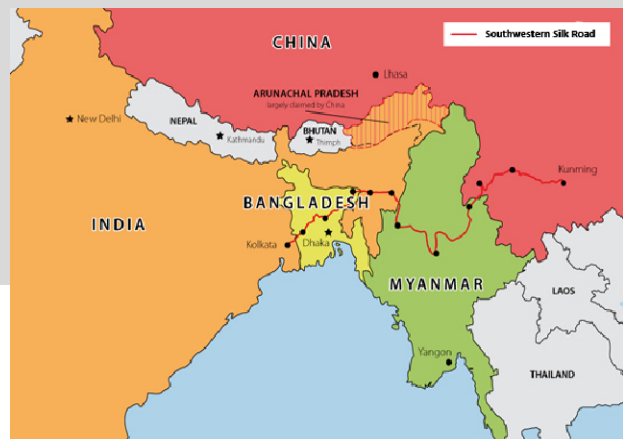 Southwestern Silk Road
CHINA
Lhasa
ARUNACHAL PRADESH
largely claimed by China
New Delhi
NEPAL
Kathmandu
BHUTAN
Thimph
Kunming
BANGLADESH
INDIA
Kolkata
Dhaka
MYANMAR
LAOS
Yangon
THAILAND